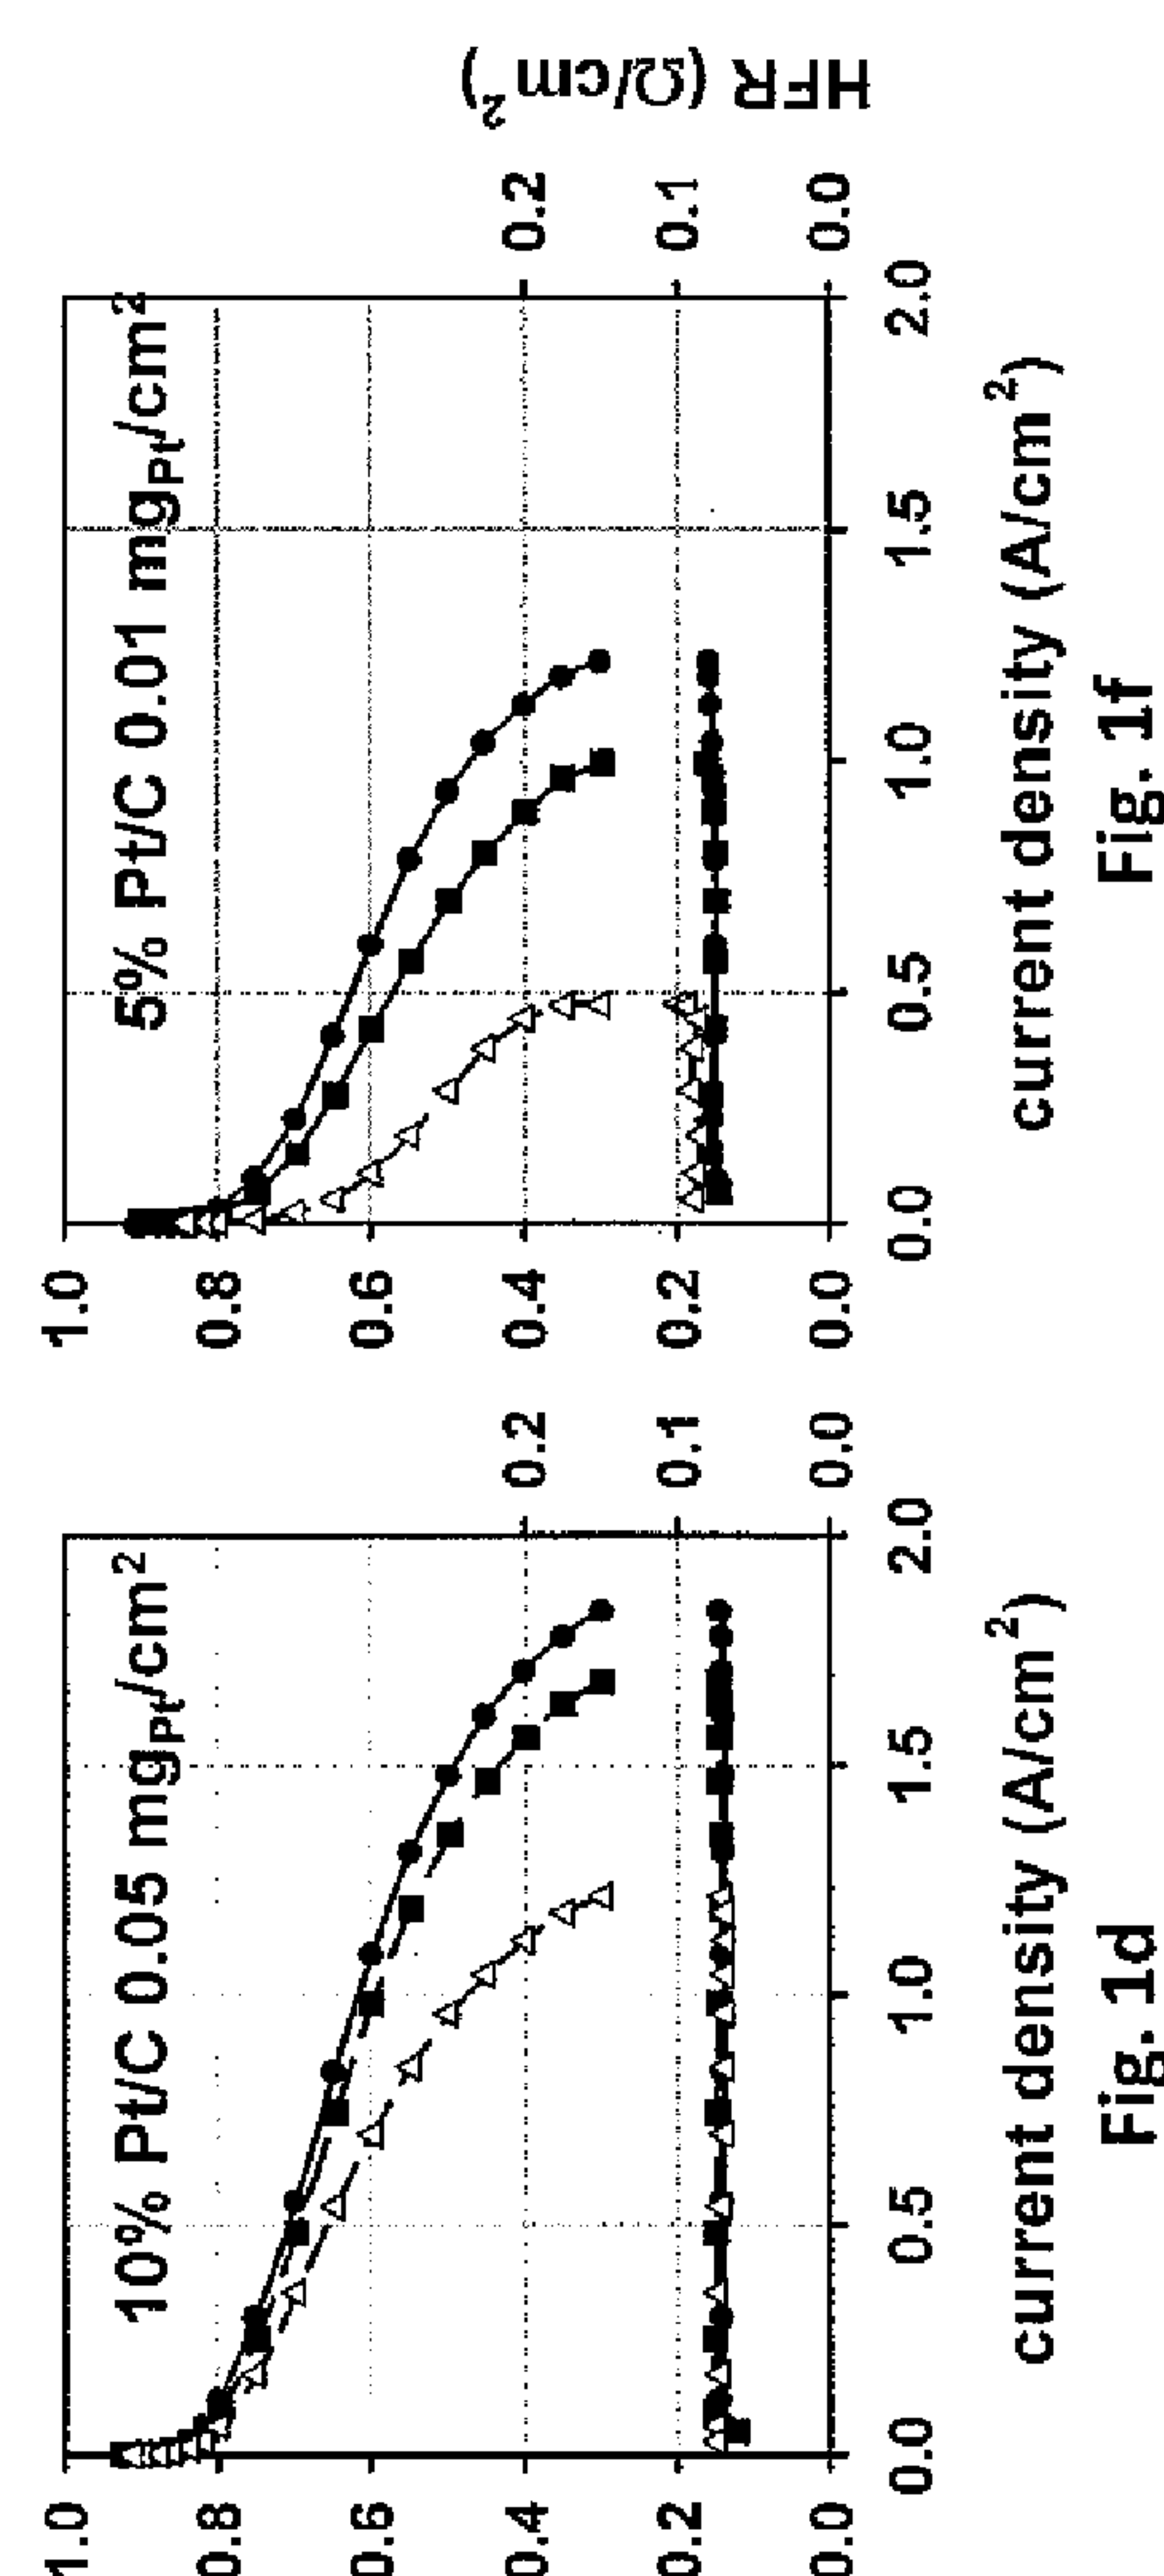 10% Pt/C 0.05 mgPt/cm²
1.0
0.8
0.6
0.4
0.2
0.0
0.2
0.1
0.0
0.0 0.5 1.0 1.5 2.0
current density (A/cm²)
Fig. 1d
5% Pt/C 0.01 mgPt/cm²
1.0
0.8
0.6
0.4
0.2
0.0
0.2
0.1
0.0
HFR (Ω/cm²)
0.0 0.5 1.0 1.5 2.0
current density (A/cm²)
Fig. 1f